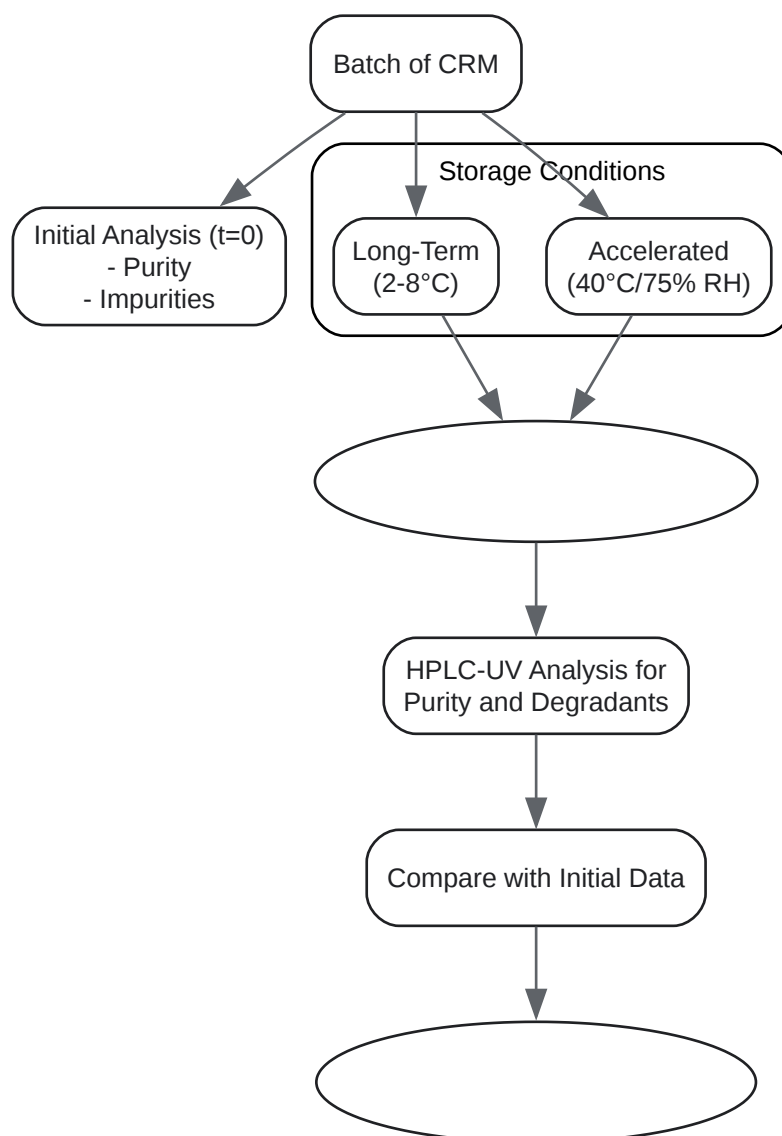 Batch of CRM
Storage Conditions
Initial Analysis (t=0)
- Purity
- Impurities
Long-Term
(2-8°C)
Accelerated
(40°C/75% RH)
HPLC-UV Analysis for
Purity and Degradants
Compare with Initial Data